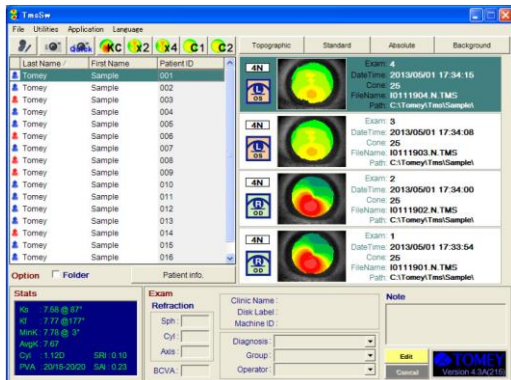 TmsSw
File Utilities Application Language
KC x2 x4 C1 C2
Topographic Standard Absolute Background
Last Name / First Name Patient ID
Tomey Sample 001
Tomey Sample 002
Tomey Sample 003
Tomey Sample 004
Tomey Sample 005
Tomey Sample 006
Tomey Sample 007
Tomey Sample 008
Tomey Sample 009
Tomey Sample 010
Tomey Sample 011
Tomey Sample 012
Tomey Sample 013
Tomey Sample 014
Tomey Sample 015
Tomey Sample 016
Option Folder Patient info.
4N
L
OS
Exam: 4
DateTime: 2013/05/01 17:34:15
Cone: 25
FileName: I0111904.N.TMS
Path: C:\Tomey\Tms\Sample\
4N
L
OS
Exam: 3
DateTime: 2013/05/01 17:34:08
Cone: 25
FileName: I0111903.N.TMS
Path: C:\Tomey\Tms\Sample\
4N
R
OD
Exam: 2
DateTime: 2013/05/01 17:34:00
Cone: 25
FileName: I0111902.N.TMS
Path: C:\Tomey\Tms\Sample\
4N
R
OD
Exam: 1
DateTime: 2013/05/01 17:33:54
Cone: 25
FileName: I0111901.N.TMS
Path: C:\Tomey\Tms\Sample\
Stats
Ks : 7.58 @ 87°
Kf : 7.77 @177°
MinK : 7.78 @ 3°
AvgK : 7.67
Cyl : 1.12D SRI : 0.10
PVA : 20/15-20/20 SAI : 0.23
Exam
Refraction
Sph :
Cyl :
Axis :
BCVA:
Clinic Name :
Disk Label :
Machine ID :
Diagnosis :
Group :
Operator :
Note
Edit
Cancel
TOMEY
Version 4.3A(215)